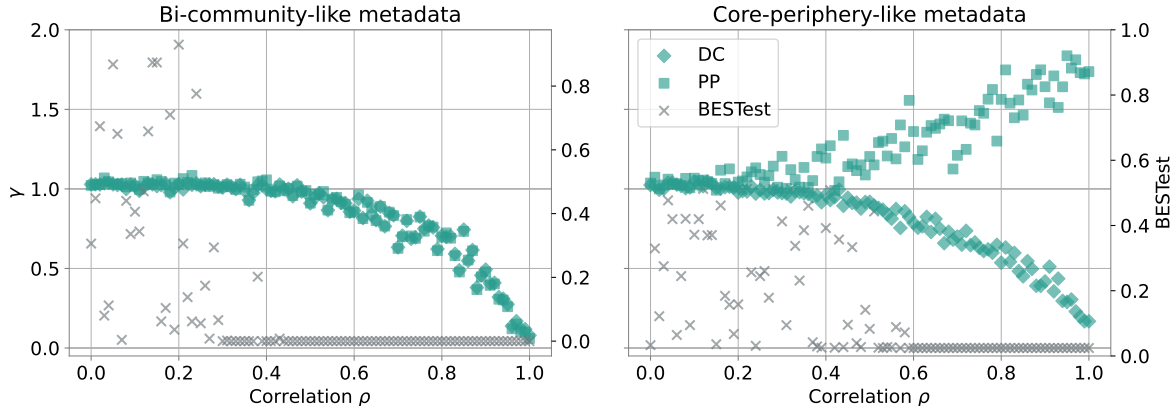 Bi-community-like metadata
Core-periphery-like metadata
2.0
1.5
1.0
0.5
0.0
γ
0.8
0.6
0.4
0.2
0.0
0.0 0.2 0.4 0.6 0.8 1.0
Correlation ρ
DC
PP
BESTest
1.0
0.8
0.6
0.4
0.2
0.0
BESTest
0.0 0.2 0.4 0.6 0.8 1.0
Correlation ρ